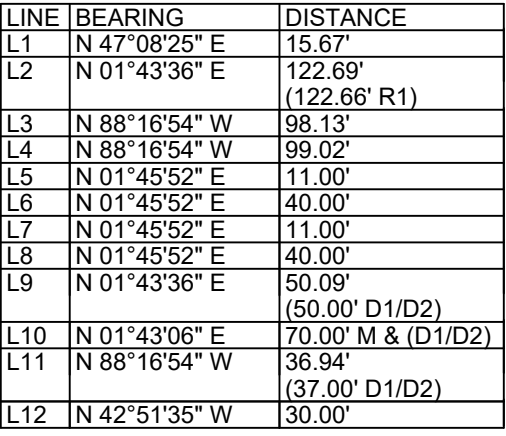 LINE BEARING DISTANCE
L1 N 47°08'25" E 15.67'
L2 N 01°43'36" E 122.69'
(122.66' R1)
L3 N 88°16'54" W 98.13'
L4 N 88°16'54" W 99.02'
L5 N 01°45'52" E 11.00'
L6 N 01°45'52" E 40.00'
L7 N 01°45'52" E 11.00'
L8 N 01°45'52" E 40.00'
L9 N 01°43'36" E 50.09'
(50.00' D1/D2)
L10 N 01°43'06" E 70.00' M & (D1/D2)
L11 N 88°16'54" W 36.94'
(37.00' D1/D2)
L12 N 42°51'35" W 30.00'